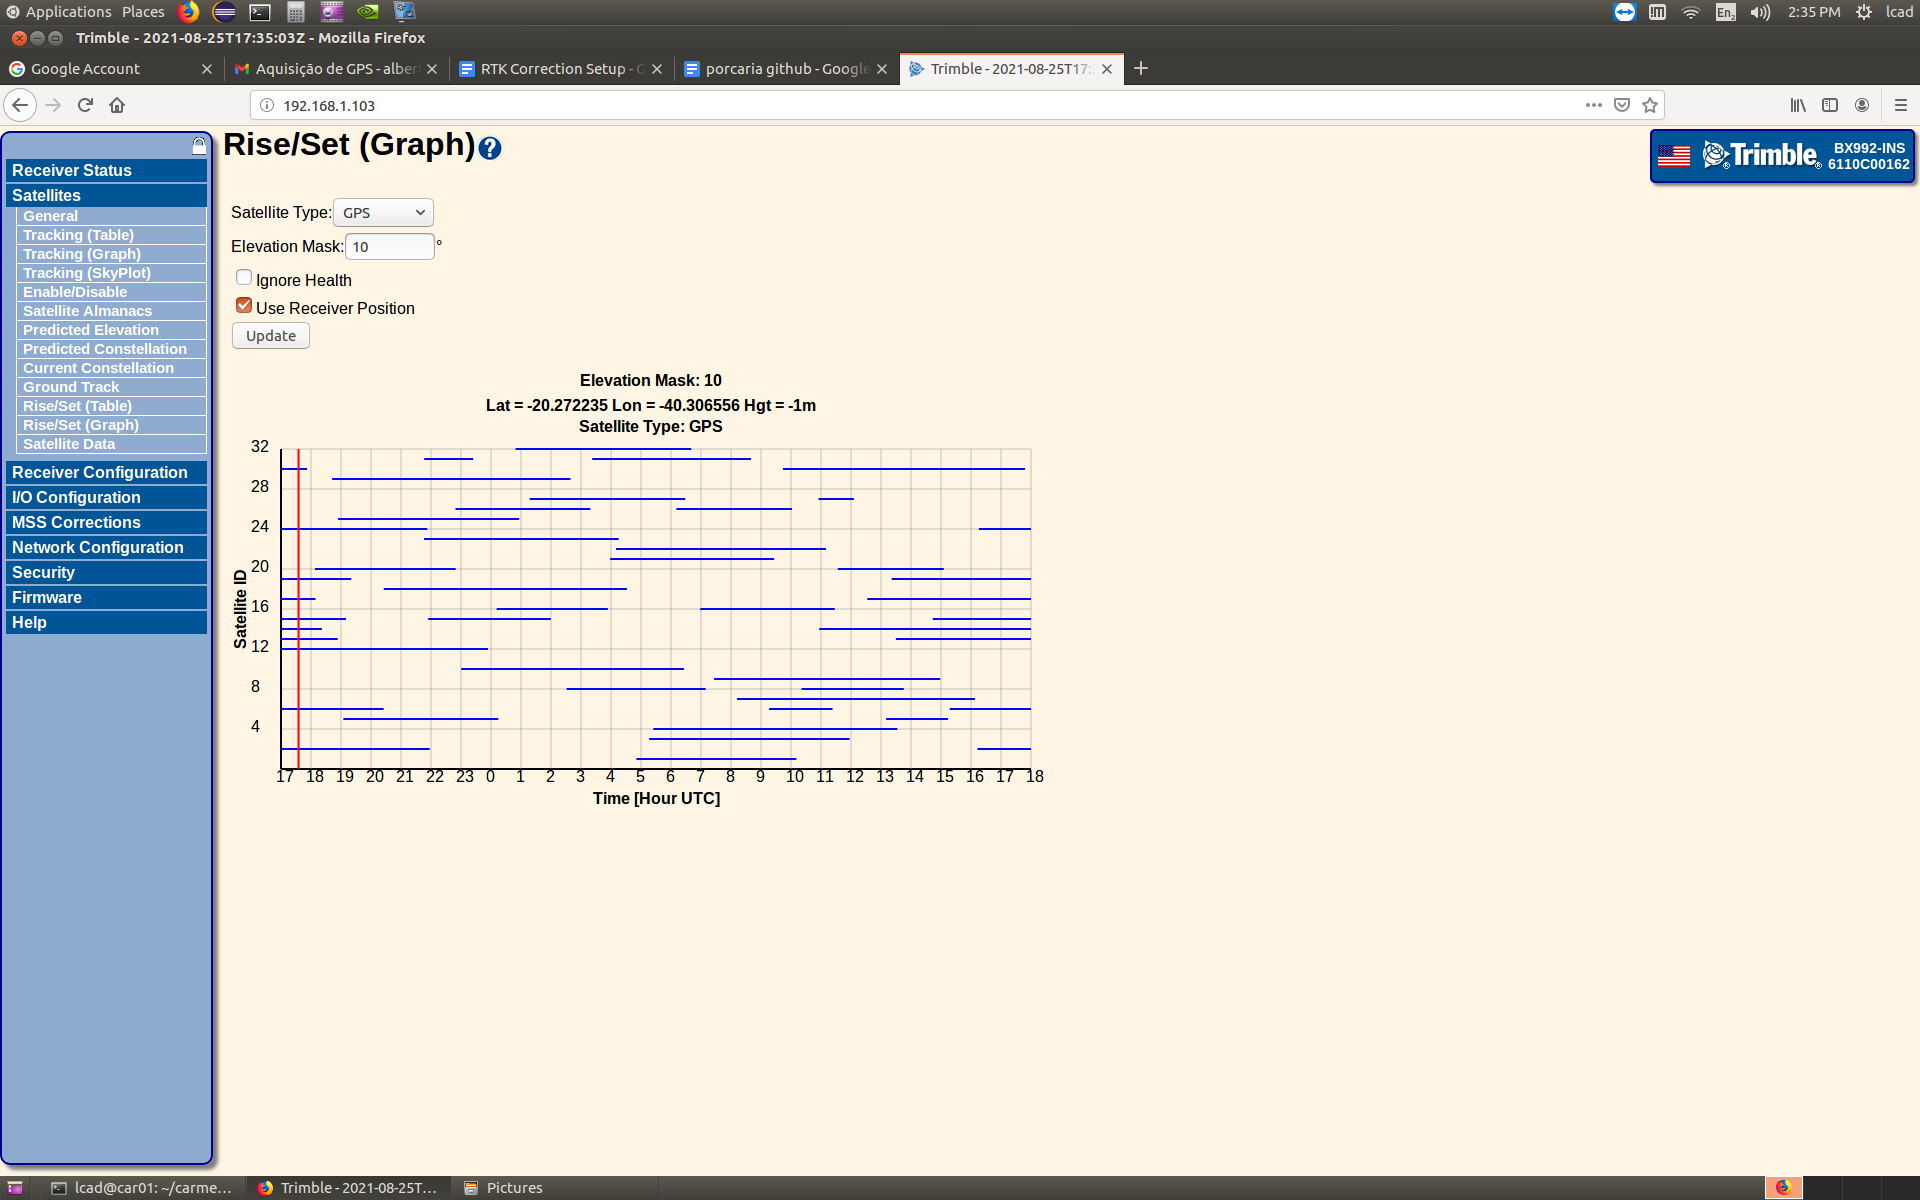 Applications Places
En2 2:35 PM lcad
Trimble - 2021-08-25T17:35:03Z - Mozilla Firefox
Google Account
Aquisição de GPS - alber
RTK Correction Setup - G
porcaria github - Google
Trimble - 2021-08-25T17:
192.168.1.103
Receiver Status
Satellites
General
Tracking (Table)
Tracking (Graph)
Tracking (SkyPlot)
Enable/Disable
Satellite Almanacs
Predicted Elevation
Predicted Constellation
Current Constellation
Ground Track
Rise/Set (Table)
Rise/Set (Graph)
Satellite Data
Receiver Configuration
I/O Configuration
MSS Corrections
Network Configuration
Security
Firmware
Help
Rise/Set (Graph)?
Trimble
BX992-INS
6110C00162
Satellite Type: GPS
Elevation Mask: 10 °
Ignore Health
Use Receiver Position
Update
Elevation Mask: 10
Lat = -20.272235 Lon = -40.306556 Hgt = -1m
Satellite Type: GPS
Satellite ID
32
28
24
20
16
12
8
4
17 18 19 20 21 22 23 0 1 2 3 4 5 6 7 8 9 10 11 12 13 14 15 16 17 18
Time [Hour UTC]
lcad@car01: ~/carme...
Trimble - 2021-08-25T...
Pictures